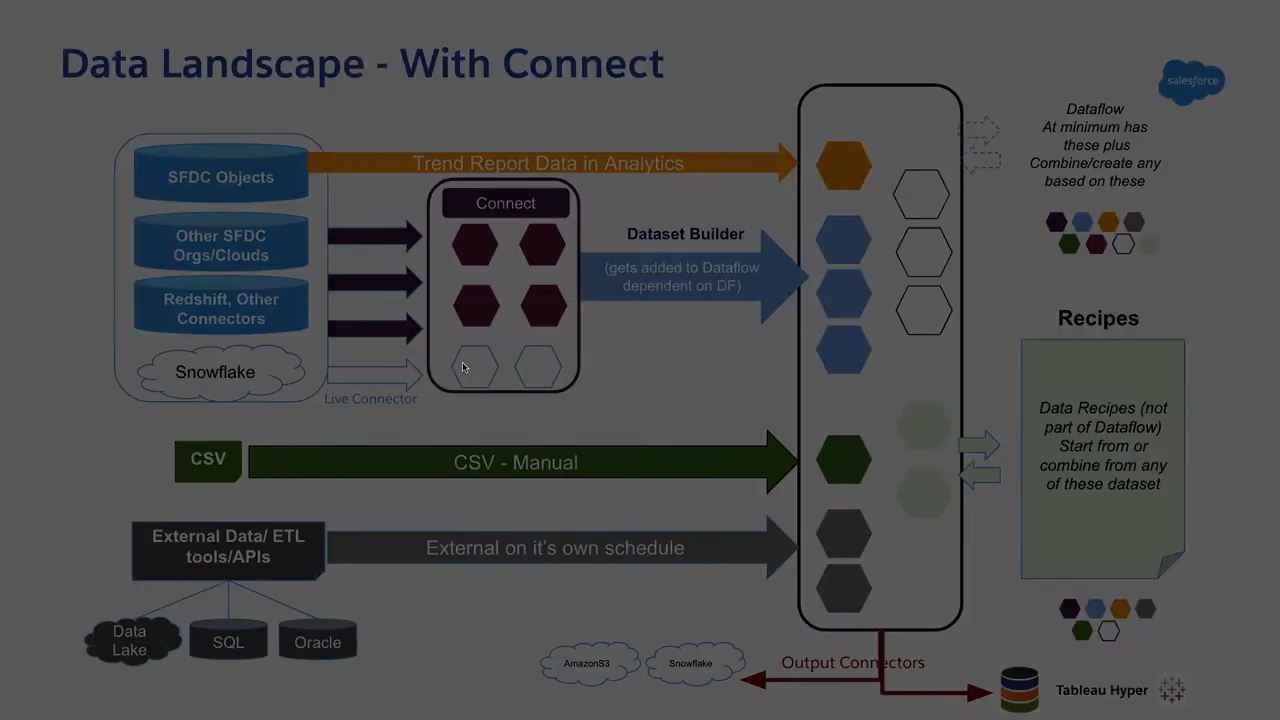 Data Landscape - With Connect
salesforce
SFDC Objects
Other SFDC
Orgs/Clouds
Redshift, Other
Connectors
Snowflake
Trend Report Data in Analytics
Connect
Live Connector
Dataset Builder
(gets added to Dataflow
dependent on DF)
Dataflow
At minimum has
these plus
Combine/create any
based on these
Recipes
Data Recipes (not
part of Dataflow)
Start from or
combine from any
of these dataset
CSV
CSV - Manual
External Data/ ETL
tools/APIs
External on it's own schedule
Data
Lake
SQL
Oracle
AmazonS3
Snowflake
Output Connectors
Tableau Hyper